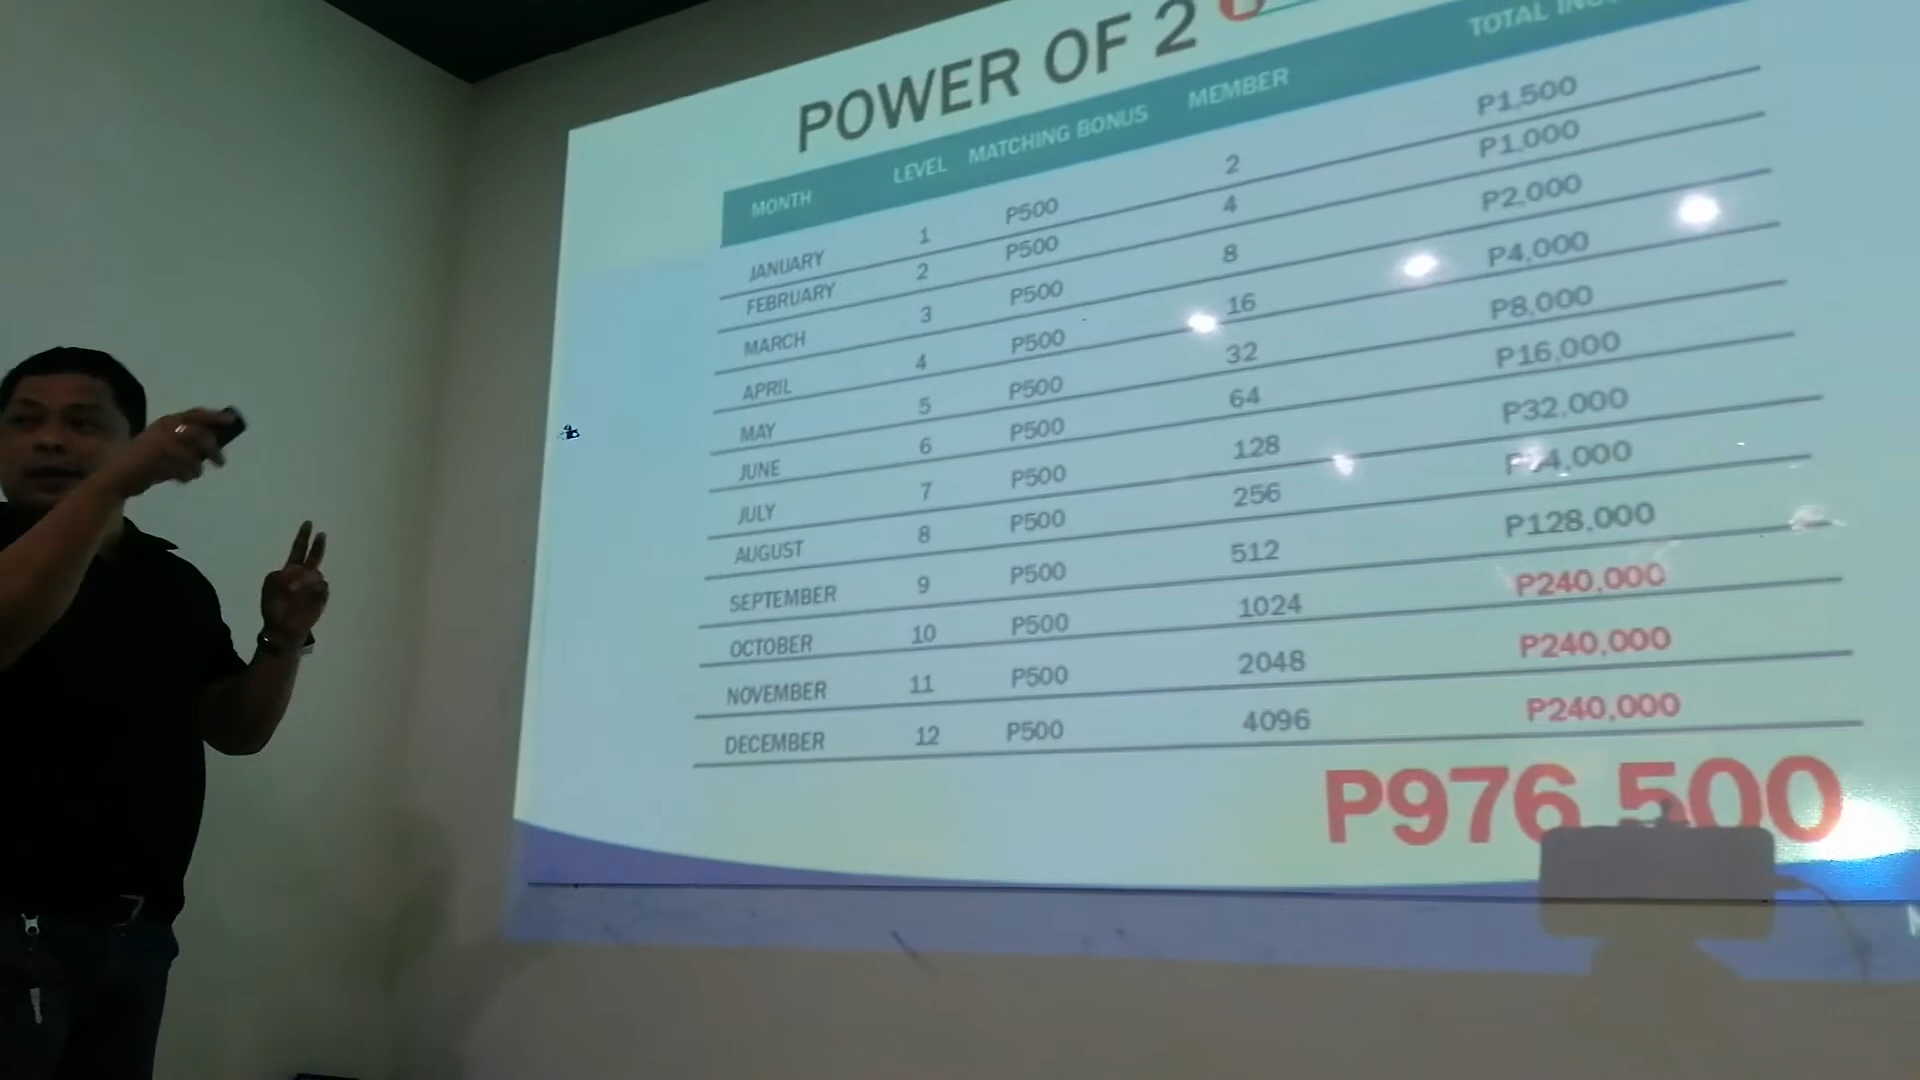 POWER OF 2
MONTH LEVEL MATCHING BONUS MEMBER TOTAL
JANUARY 1 P500 2 P1,500
FEBRUARY 2 P500 4 P1,000
MARCH 3 P500 8 P2,000
APRIL 4 P500 16 P4,000
MAY 5 P500 32 P8,000
JUNE 6 P500 64 P16,000
JULY 7 P500 128 P32,000
AUGUST 8 P500 256 P64,000
SEPTEMBER 9 P500 512 P128,000
OCTOBER 10 P500 1024 P240,000
NOVEMBER 11 P500 2048 P240,000
DECEMBER 12 P500 4096 P240,000
P976,500